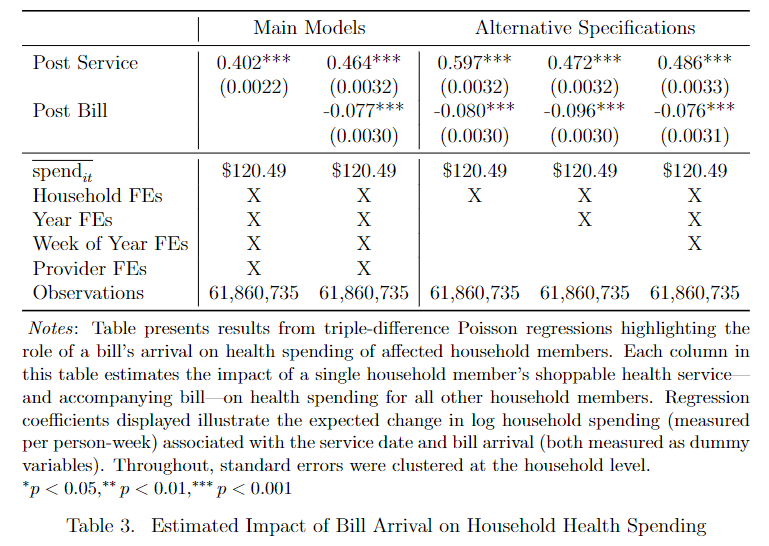 Main Models Alternative Specifications
Post Service 0.402*** 0.464*** 0.597*** 0.472*** 0.486***
(0.0022) (0.0032) (0.0032) (0.0032) (0.0033)
Post Bill -0.077*** -0.080*** -0.096*** -0.076***
(0.0030) (0.0030) (0.0030) (0.0031)
spend_it $120.49 $120.49 $120.49 $120.49 $120.49
Household FEs X X X X X
Year FEs X X X X
Week of Year FEs X X X
Provider FEs X X
Observations 61,860,735 61,860,735 61,860,735 61,860,735 61,860,735
Notes: Table presents results from triple-difference Poisson regressions highlighting the
role of a bill's arrival on health spending of affected household members. Each column in
this table estimates the impact of a single household member's shoppable health service—
and accompanying bill—on health spending for all other household members. Regression
coefficients displayed illustrate the expected change in log household spending (measured
per person-week) associated with the service date and bill arrival (both measured as dummy
variables). Throughout, standard errors were clustered at the household level.
*p < 0.05,** p < 0.01,*** p < 0.001
Table 3. Estimated Impact of Bill Arrival on Household Health Spending